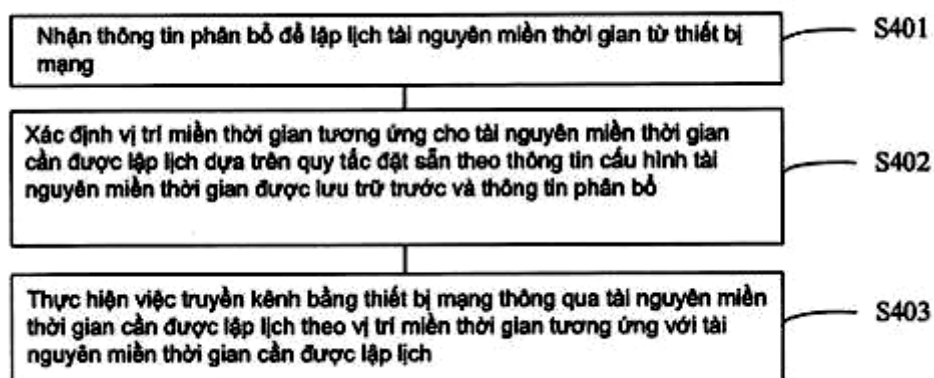 Nhận thông tin phân bổ để lập lịch tài nguyên miền thời gian từ thiết bị
mạng
S401
Xác định vị trí miền thời gian tương ứng cho tài nguyên miền thời gian
cần được lập lịch dựa trên quy tắc đặt sẵn theo thông tin cấu hình tài
nguyên miền thời gian được lưu trữ trước và thông tin phân bổ
S402
Thực hiện việc truyền kênh bằng thiết bị mạng thông qua tài nguyên miền
thời gian cần được lập lịch theo vị trí miền thời gian tương ứng với tài
nguyên miền thời gian cần được lập lịch
S403